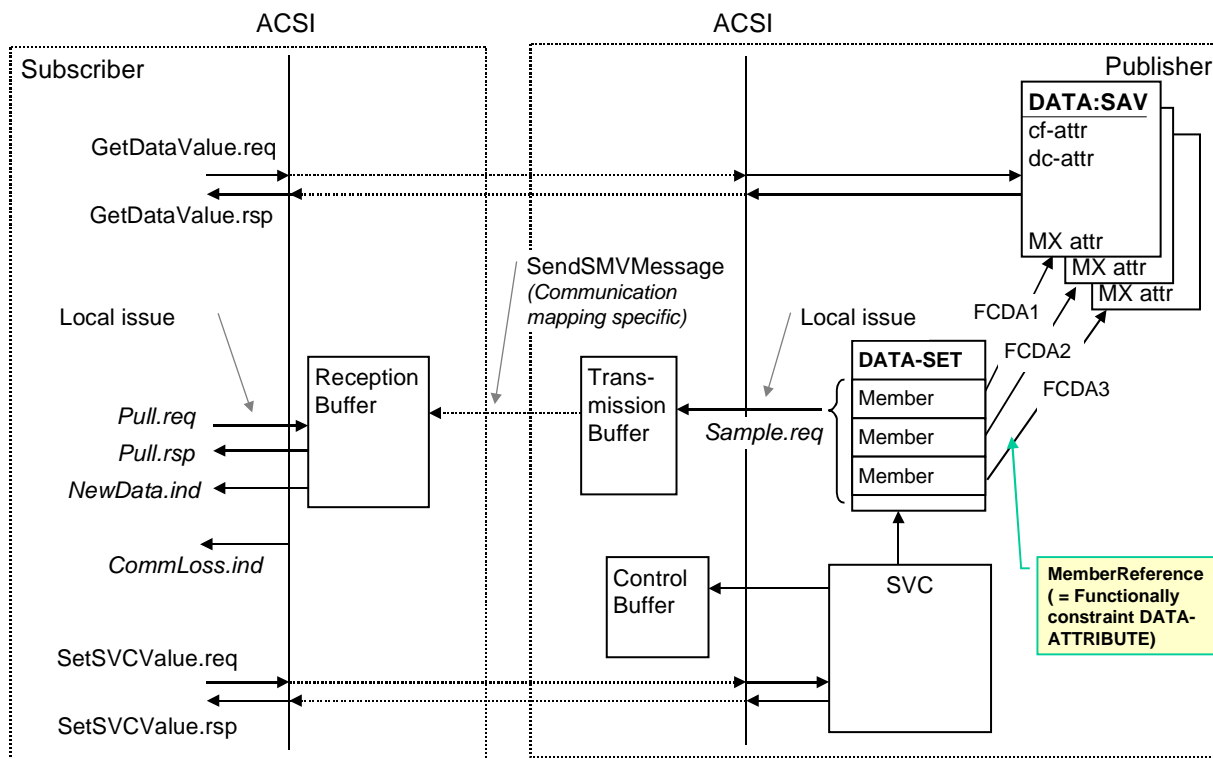 ACSI
ACSI
Subscriber
Publisher
DATA:SAV
cf-attr
dc-attr
MX attr
MX attr
MX attr
GetDataValue.req
GetDataValue.rsp
SendSMVMessage
(Communication
mapping specific)
Local issue
Local issue
FCDA1
FCDA2
FCDA3
Reception
Buffer
Trans-
mission
Buffer
DATA-SET
Member
Member
Member
Pull.req
Pull.rsp
NewData.ind
CommLoss.ind
Sample.req
Control
Buffer
SVC
MemberReference
( = Functionally
constraint DATA-
ATTRIBUTE)
SetSVCValue.req
SetSVCValue.rsp